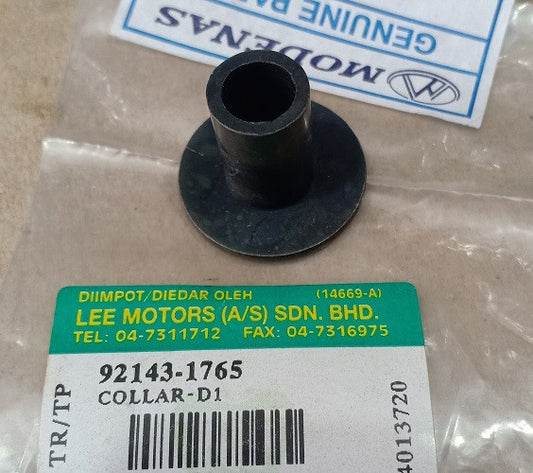 MODENAS
GENUINE PA
DIIMPOT/DIEDAR OLEH (14669-A)
LEE MOTORS (A/S) SDN. BHD.
TEL: 04-7311712 FAX: 04-7316975
TR/TP
92143-1765
COLLAR-D1
4013720